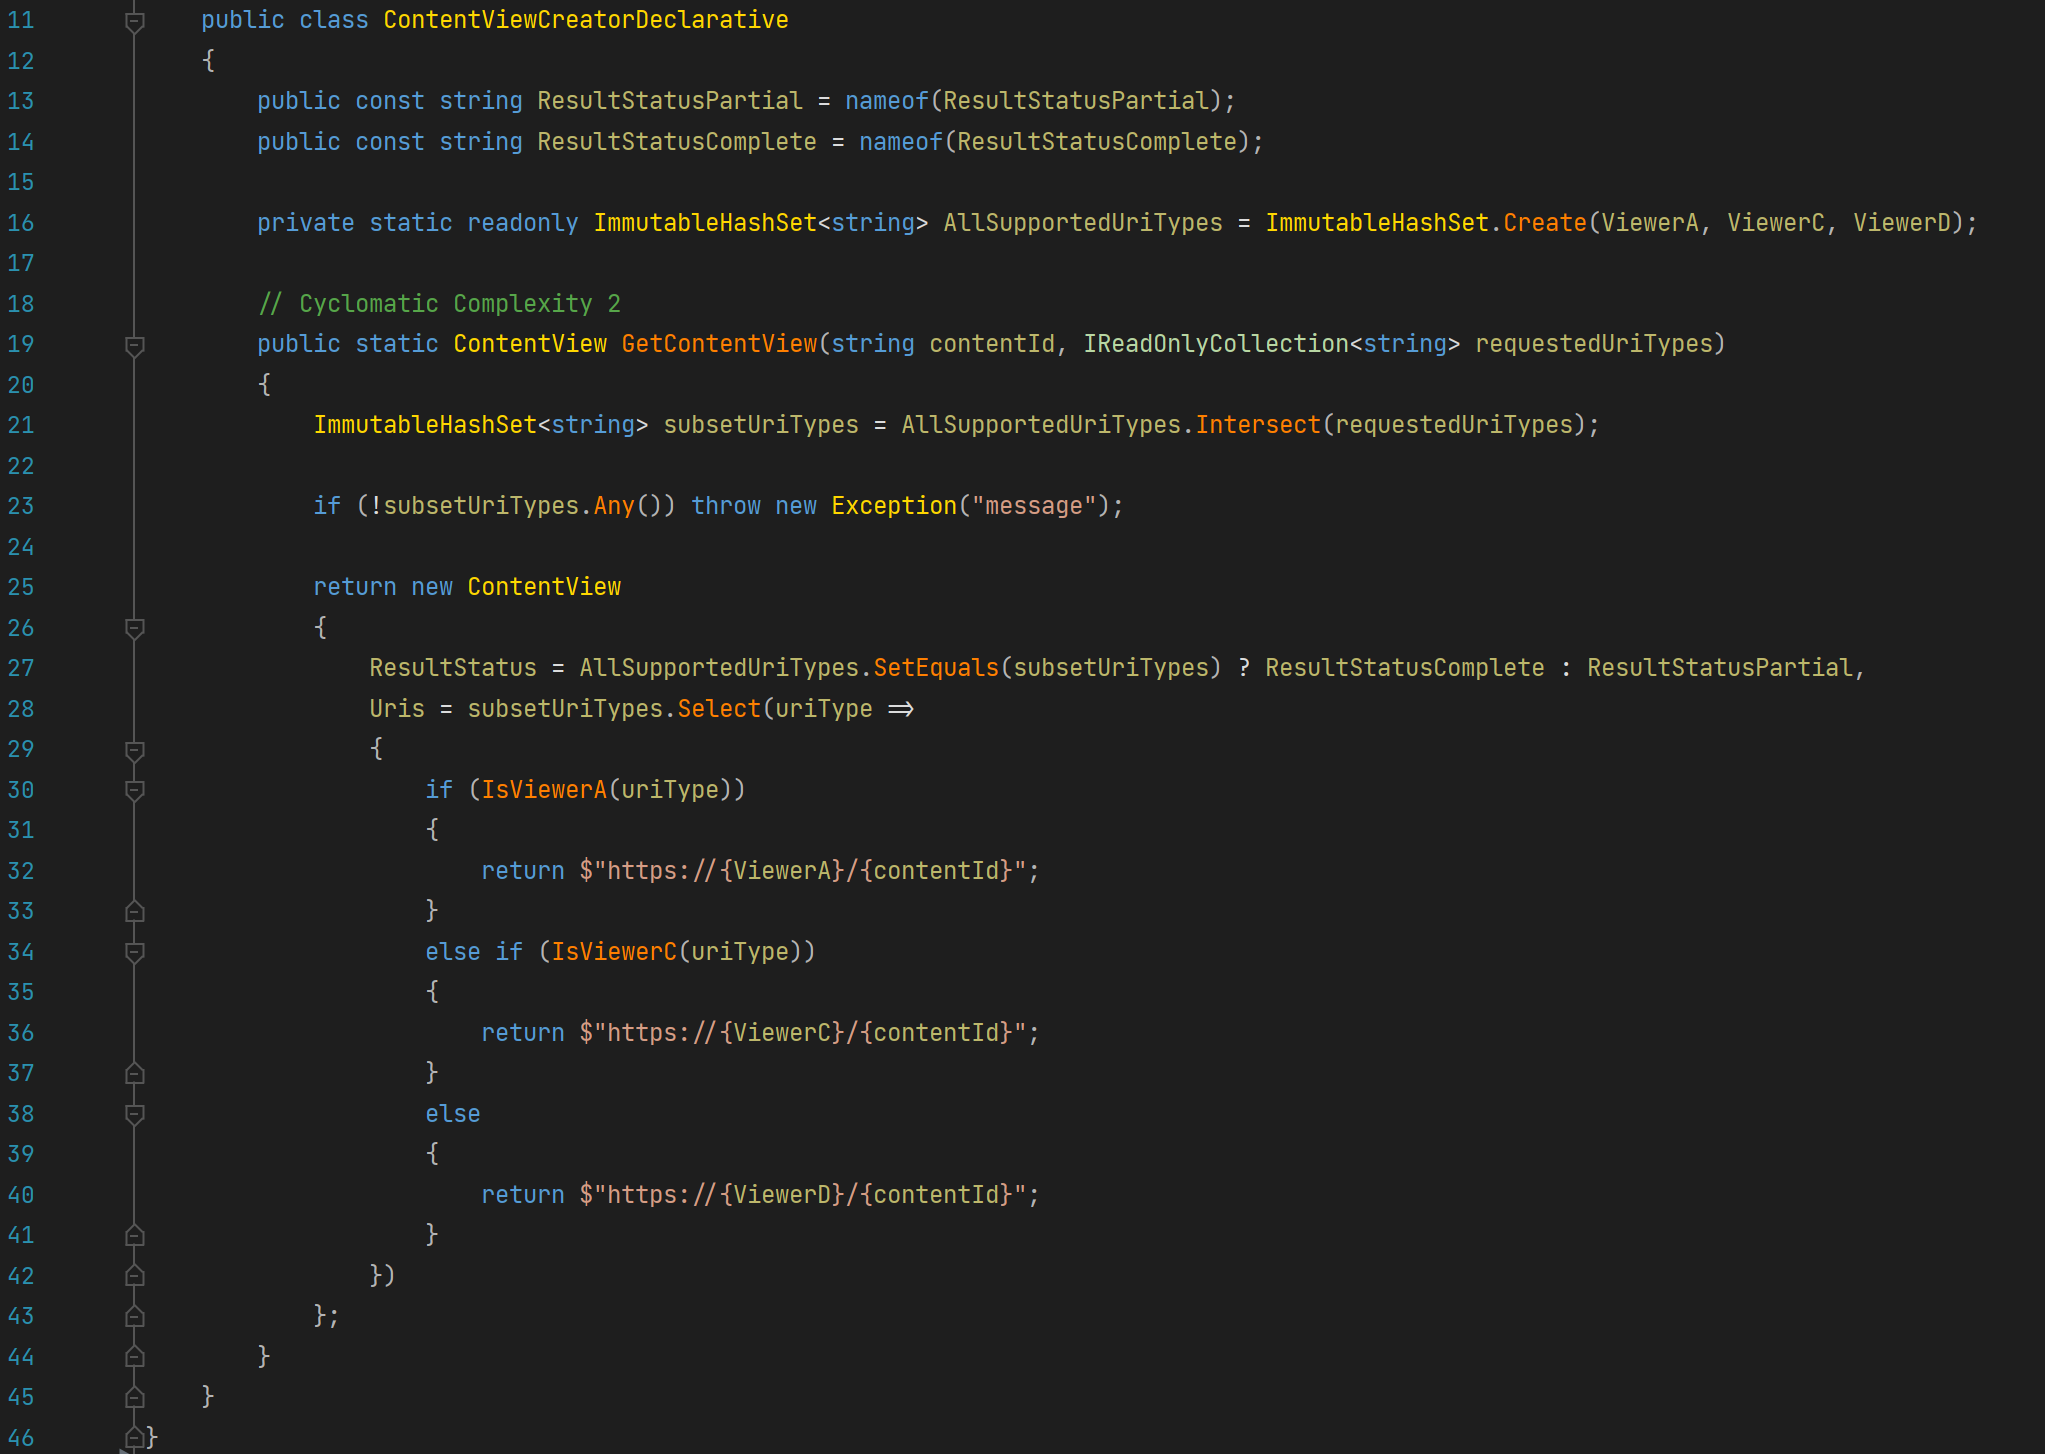 11 public class ContentViewCreatorDeclarative
12 {
13 public const string ResultStatusPartial = nameof(ResultStatusPartial);
14 public const string ResultStatusComplete = nameof(ResultStatusComplete);
15
16 private static readonly ImmutableHashSet<string> AllSupportedUriTypes = ImmutableHashSet.Create(ViewerA, ViewerC, ViewerD);
17
18 // Cyclomatic Complexity 2
19 public static ContentView GetContentView(string contentId, IReadOnlyCollection<string> requestedUriTypes)
20 {
21 ImmutableHashSet<string> subsetUriTypes = AllSupportedUriTypes.Intersect(requestedUriTypes);
22
23 if (!subsetUriTypes.Any()) throw new Exception("message");
24
25 return new ContentView
26 {
27 ResultStatus = AllSupportedUriTypes.SetEquals(subsetUriTypes) ? ResultStatusComplete : ResultStatusPartial,
28 Uris = subsetUriTypes.Select(uriType =>
29 {
30 if (IsViewerA(uriType))
31 {
32 return $"https://{ViewerA}/{contentId}";
33 }
34 else if (IsViewerC(uriType))
35 {
36 return $"https://{ViewerC}/{contentId}";
37 }
38 else
39 {
40 return $"https://{ViewerD}/{contentId}";
41 }
42 })
43 };
44 }
45 }
46 }